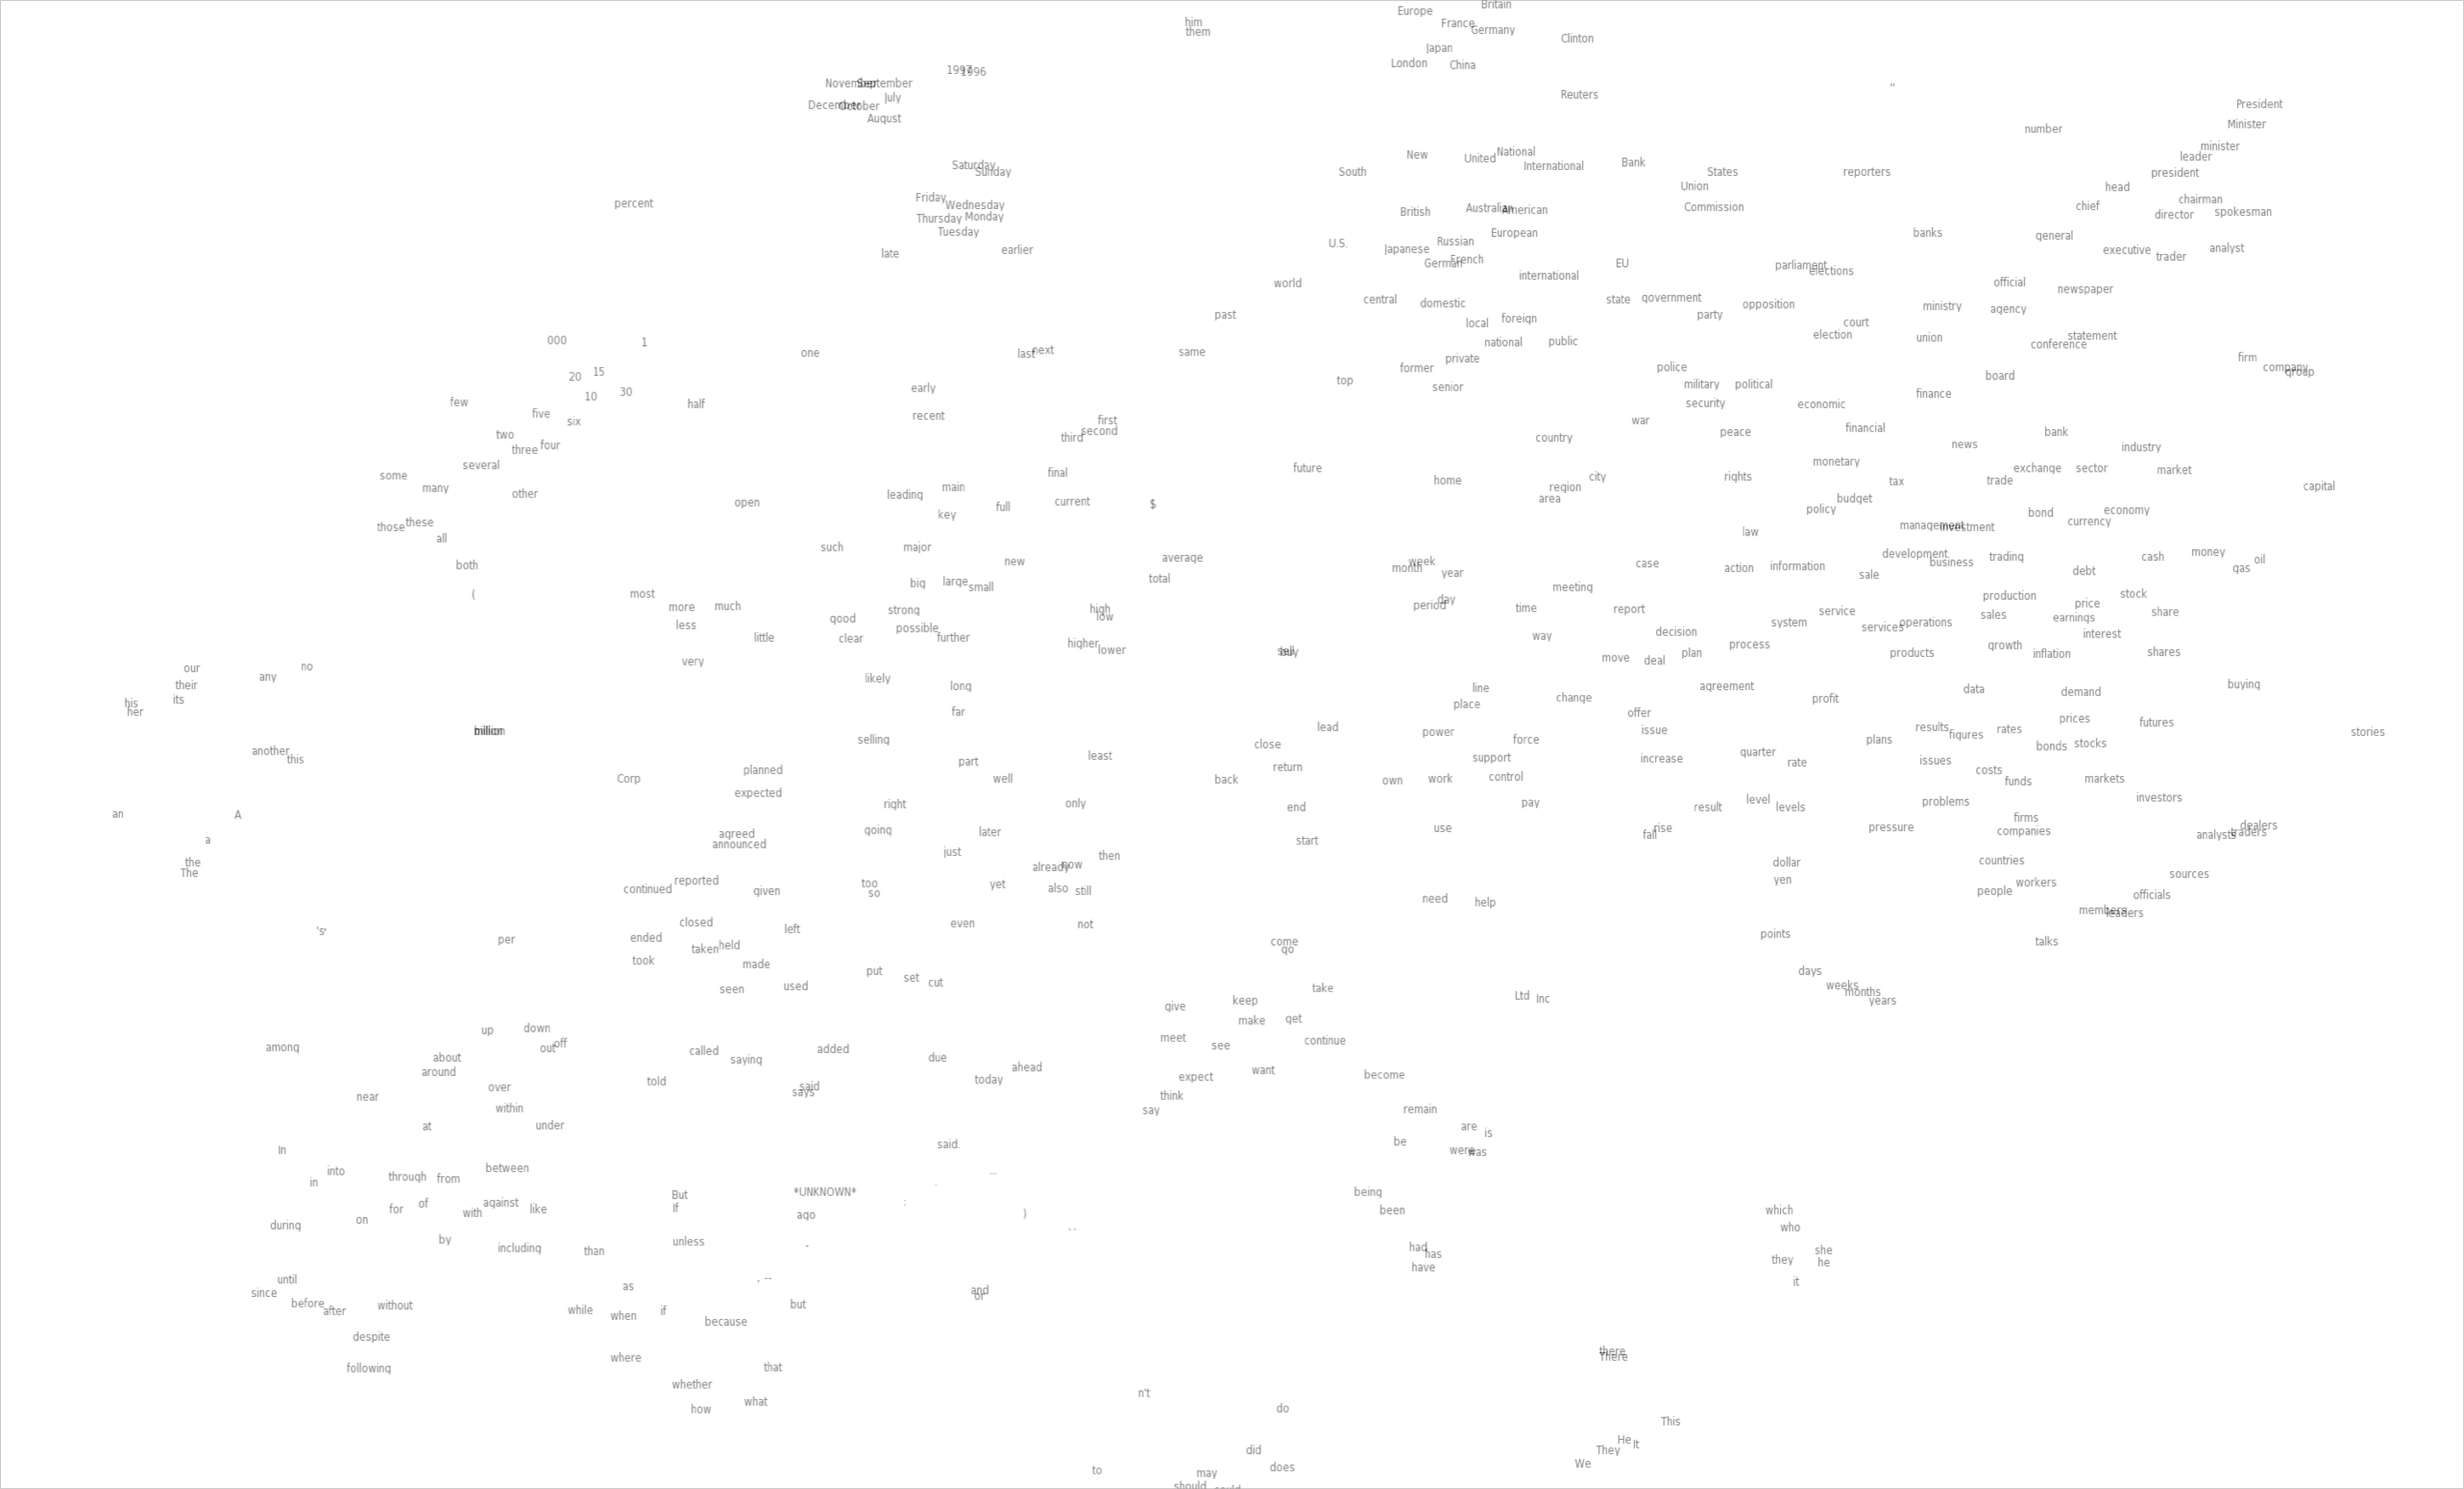 Britain
Europe
him
France
them
Germany
Clinton
Japan
London
China
1997
1996
November
September
''
Reuters
July
December
October
President
August
Minister
number
minister
National
New
leader
United
Bank
Saturday
International
Sunday
South
States
reporters
president
Union
head
Friday
chairman
percent
Wednesday
chief
Commission
Australian
American
British
spokesman
director
Thursday
Monday
Tuesday
European
banks
general
Russian
U.S.
analyst
Japanese
earlier
executive
late
trader
French
German
EU
parliament
elections
international
official
world
newspaper
government
central
state
domestic
opposition
ministry
agency
past
party
foreign
local
court
election
statement
union
000
1
national
public
conference
next
same
one
last
firm
private
police
company
former
15
group
20
board
top
military
political
senior
early
30
finance
10
few
half
security
economic
five
recent
first
six
war
financial
second
peace
bank
two
third
country
four
news
industry
three
monetary
several
future
exchange
sector
market
final
some
rights
city
home
trade
tax
main
region
many
capital
other
leading
area
budget
current
open
$
full
policy
economy
key
bond
these
currency
those
management
investment
law
all
such
major
money
development
trading
cash
average
oil
new
week
business
case
both
information
month
action
gas
debt
year
sale
total
large
big
small
meeting
(
most
stock
production
day
price
period
more
much
time
high
strong
report
service
share
sales
low
earnings
good
system
operations
less
possible
services
decision
interest
way
little
clear
further
higher
process
growth
lower
sell
buy
plan
products
inflation
shares
move
deal
very
no
our
any
likely
their
long
buying
agreement
line
data
demand
change
profit
its
his
place
her
far
offer
prices
futures
lead
results
rates
issue
billion
million
power
stories
figures
selling
force
plans
close
stocks
bonds
another
quarter
least
support
increase
this
issues
part
rate
return
planned
costs
control
Corp
well
back
work
own
markets
funds
expected
investors
level
problems
pay
only
right
result
levels
end
an
A
firms
dealers
use
rise
pressure
going
later
companies
traders
agreed
fall
analysts
a
start
announced
just
then
countries
the
dollar
now
already
The
sources
reported
yen
too
yet
workers
also
continued
given
still
people
so
officials
need
help
members
leaders
closed
even
not
left
's
points
ended
per
come
talks
held
taken
go
took
made
put
days
set
cut
weeks
used
take
seen
months
Ltd
Inc
keep
years
give
get
make
down
up
meet
continue
off
see
among
out
added
called
about
due
saying
ahead
want
around
become
expect
today
told
said
over
says
think
near
within
remain
say
under
at
are
is
be
said.
In
were
was
between
into
...
through
from
in
.
*UNKNOWN*
being
But
against
:
of
If
for
like
been
which
with
)
ago
on
during
``
who
by
unless
-
had
including
she
than
has
they
he
have
, --
until
it
as
and
since
or
before
but
without
after
while
if
when
because
despite
there
There
where
following
that
whether
n't
what
do
how
This
He
It
did
They
We
does
to
may
should
could